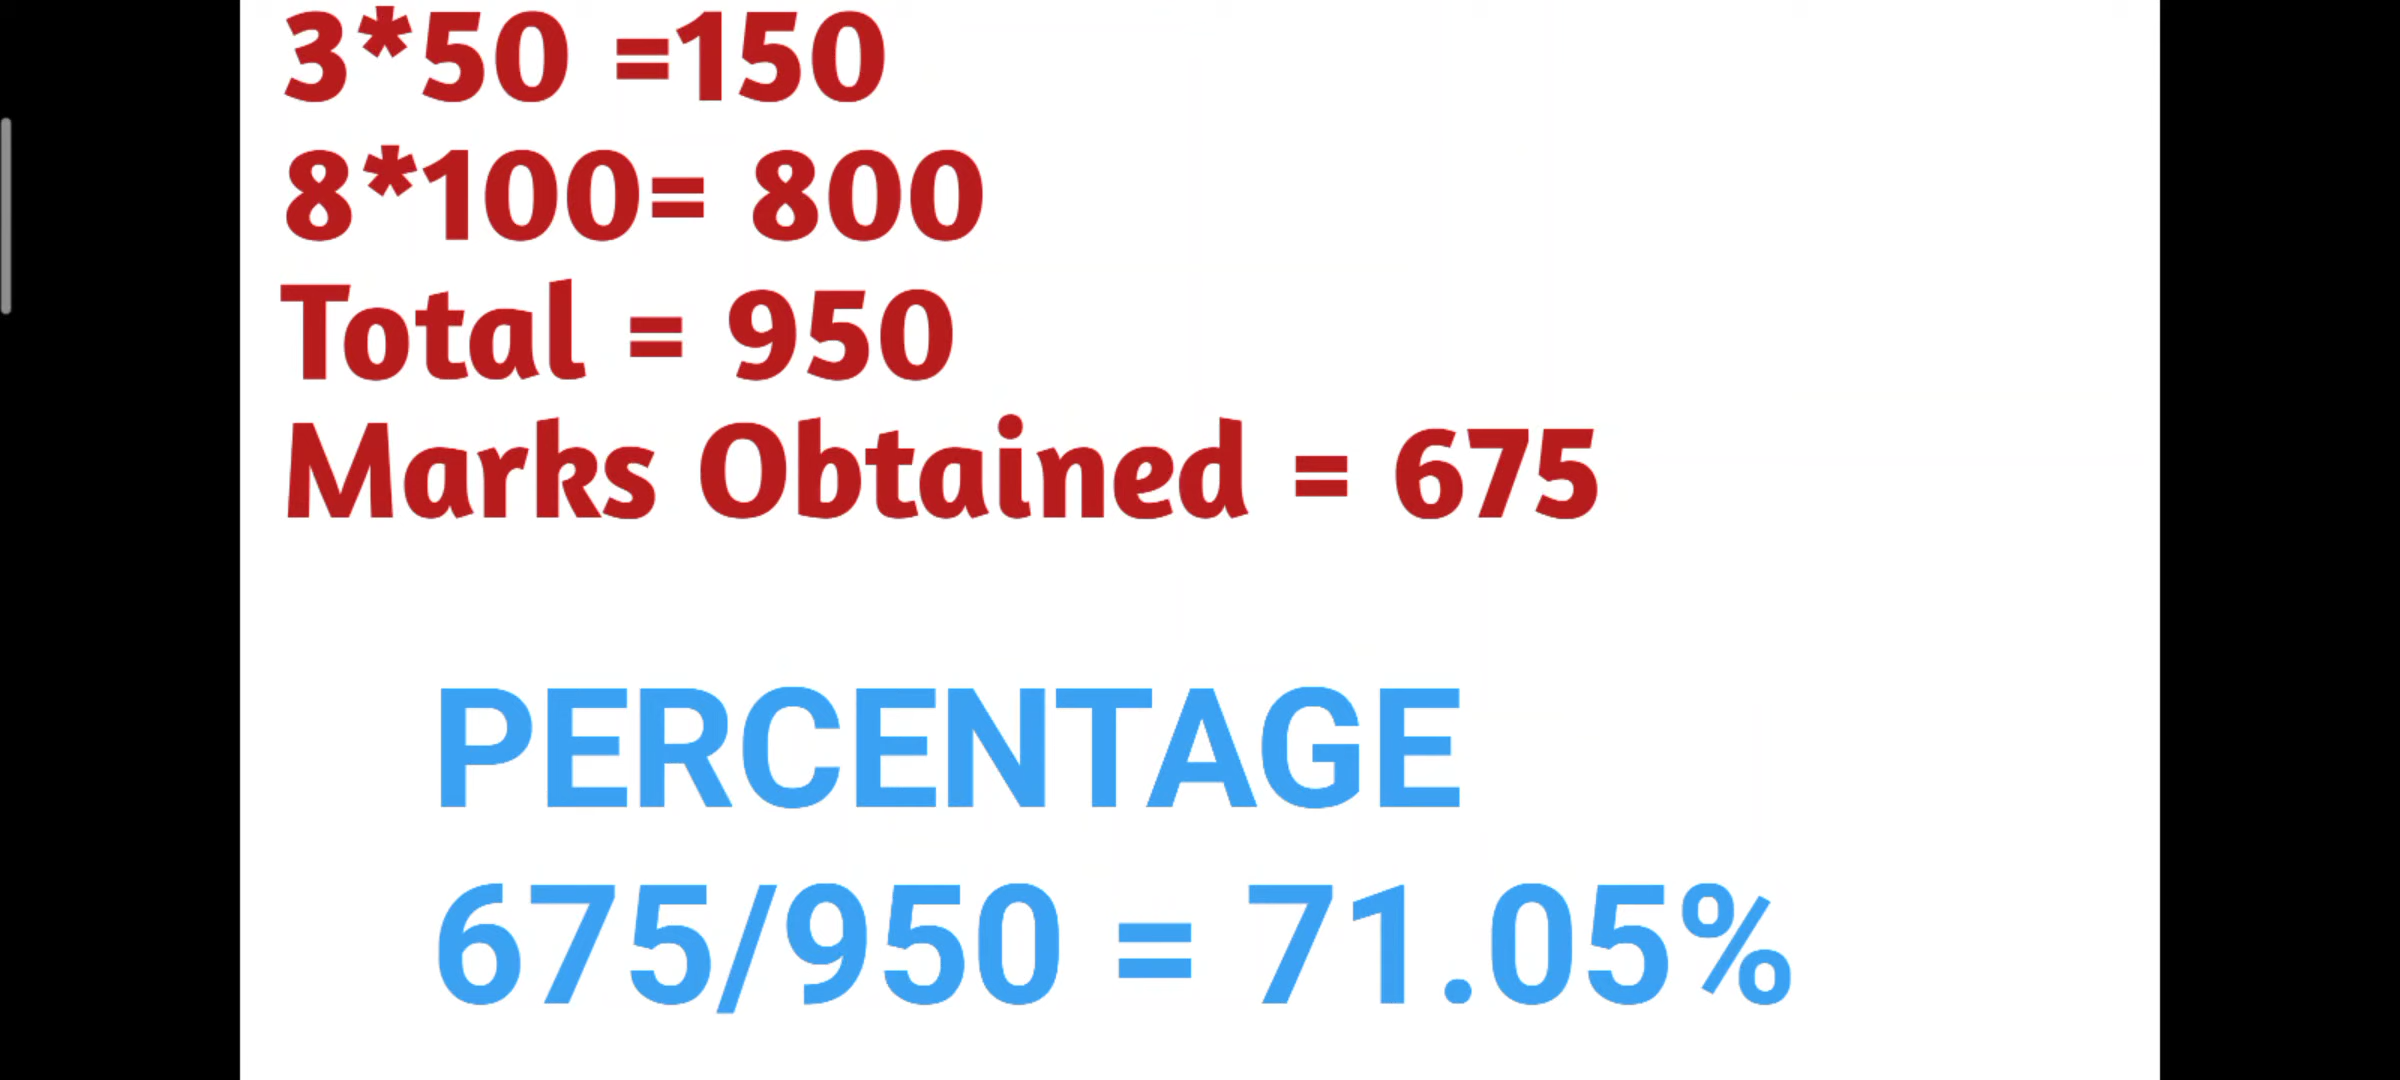 3*50 =150
8*100= 800
Total = 950
Marks Obtained = 675
PERCENTAGE
675/950 = 71.05%